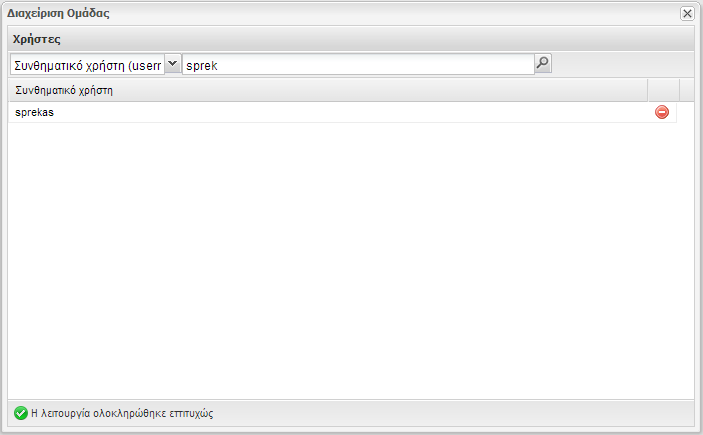 Διαχείριση Ομάδας
Χρήστες
Συνθηματικό χρήστη (userr sprek
Συνθηματικό χρήστη
sprekas
Η λειτουργία ολοκληρώθηκε επιτυχώς